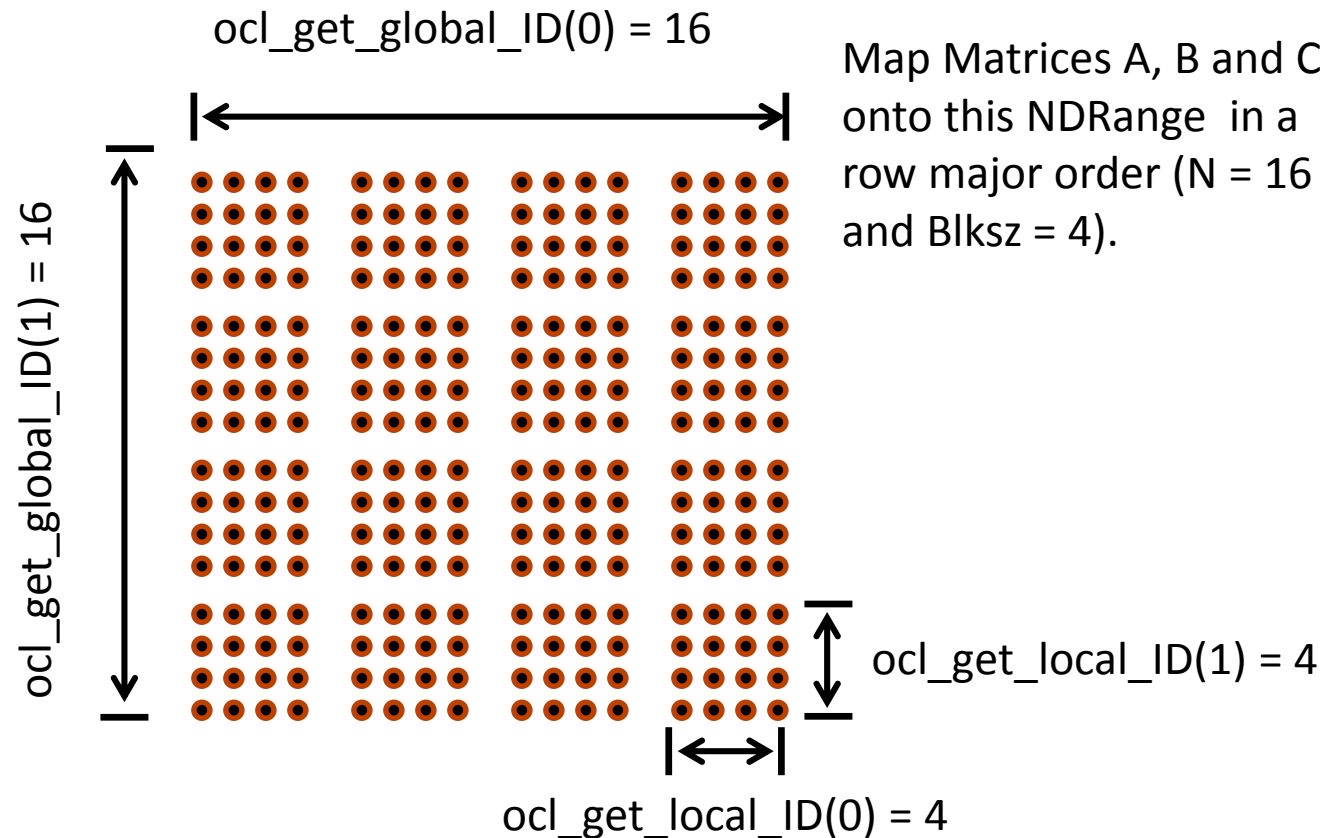 ocl_get_global_ID(0) = 16
Map Matrices A, B and C
onto this NDRange in a
row major order (N = 16
and Blksz = 4).
ocl_get_global_ID(1) = 16
ocl_get_local_ID(1) = 4
ocl_get_local_ID(0) = 4